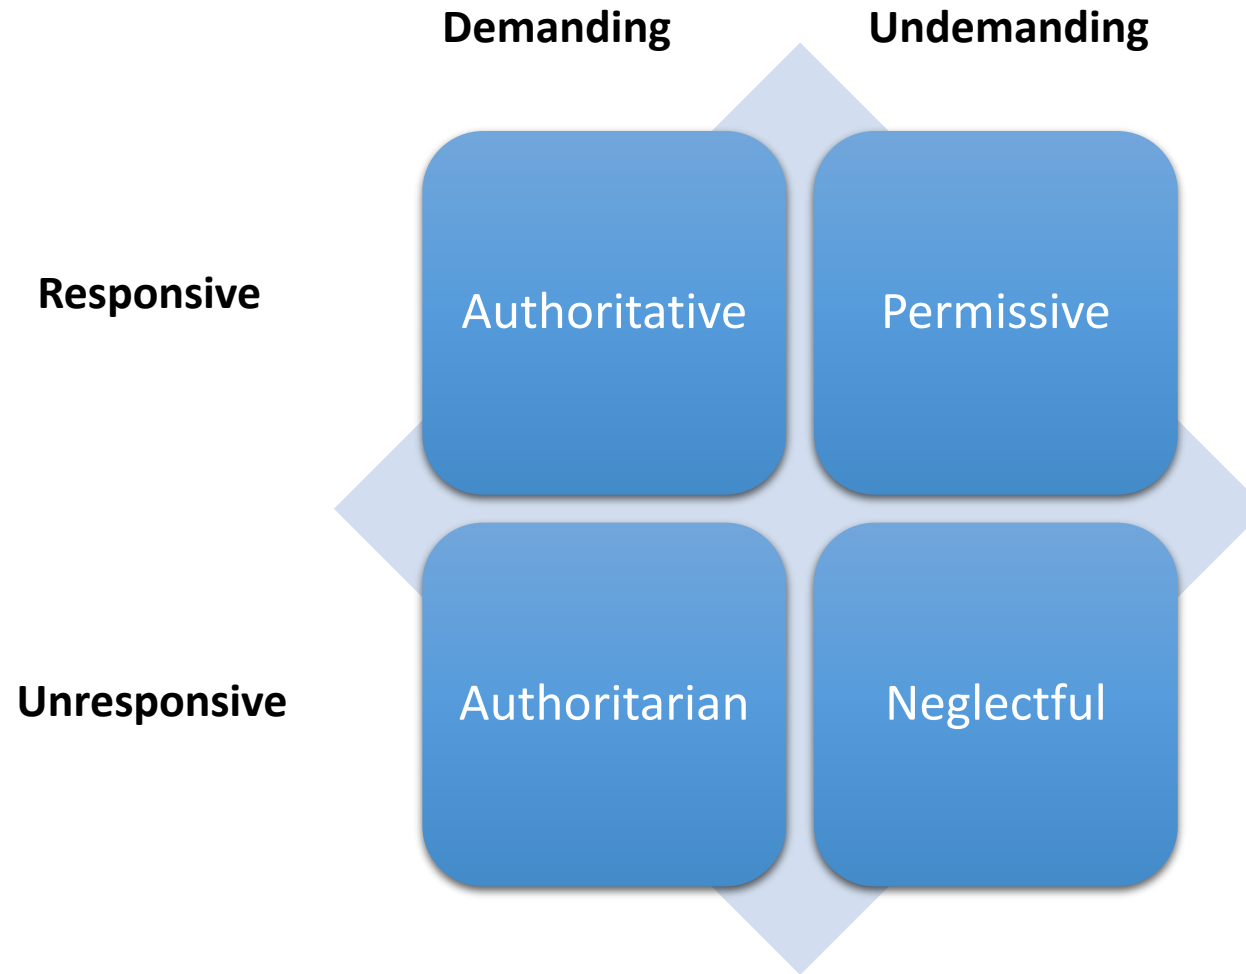 Demanding Undemanding
Responsive Authoritative Permissive
Unresponsive Authoritarian Neglectful